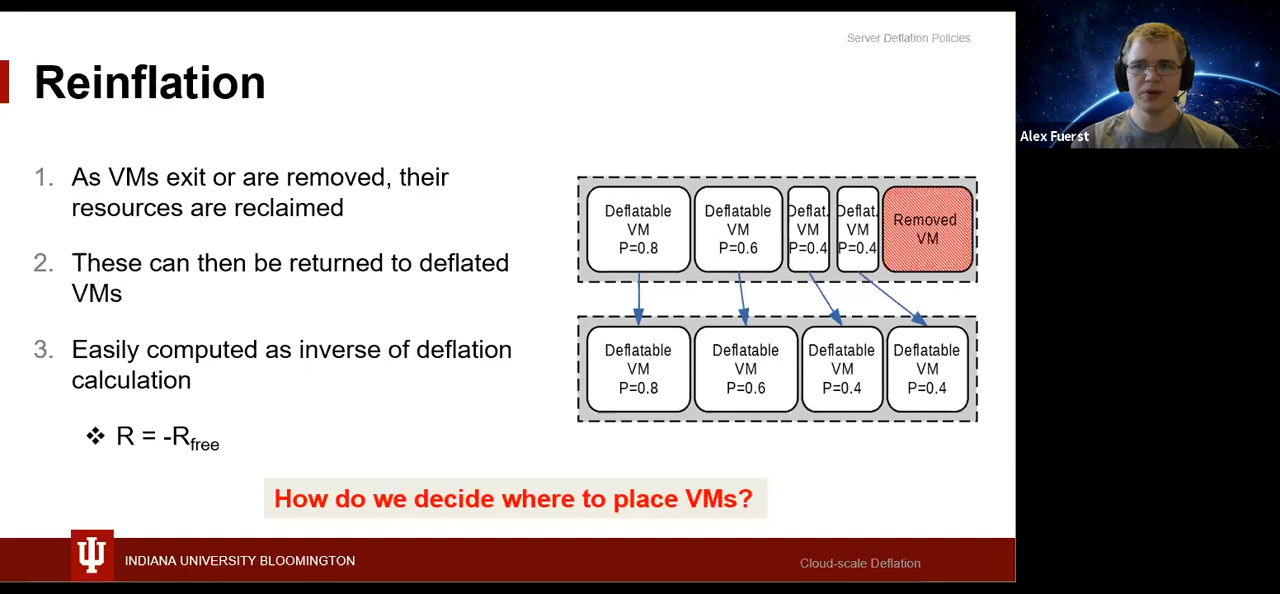 Server Deflation Policies
Reinflation
1. As VMs exit or are removed, their
resources are reclaimed
2. These can then be returned to deflated
VMs
3. Easily computed as inverse of deflation
calculation
❖ R = -Rfree
Deflatable
VM
P=0.8
Deflatable
VM
P=0.6
Deflat.
VM
P=0.4
Deflat.
VM
P=0.4
Removed
VM
Deflatable
VM
P=0.8
Deflatable
VM
P=0.6
Deflatable
VM
P=0.4
Deflatable
VM
P=0.4
How do we decide where to place VMs?
INDIANA UNIVERSITY BLOOMINGTON
Cloud-scale Deflation
Alex Fuerst